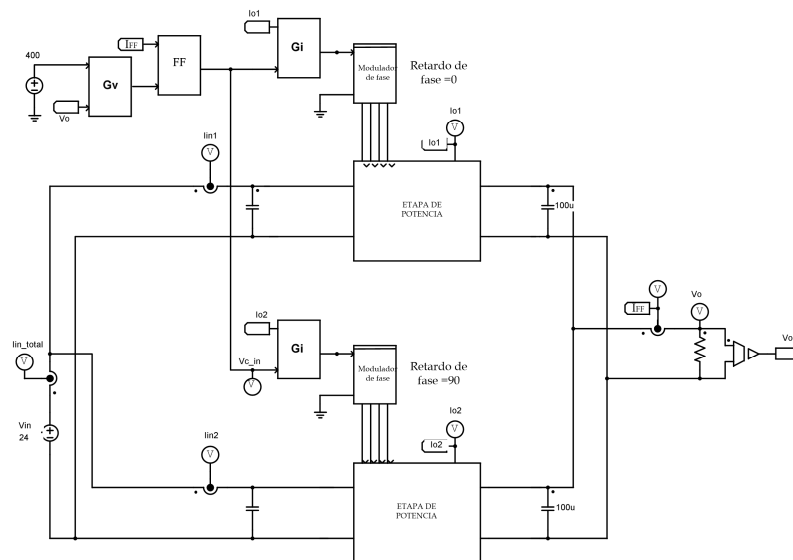 Io1
IFF
400
Gv
FF
Gi
Modulador
de fase
Retardo de
fase =0
Vo
Io1
V
Io1
Iin1
V
ETAPA DE
POTENCIA
100u
V
IFF
Vo
V
Vo
Io2
Gi
Modulador
de fase
Retardo de
fase =90
Iin_total
V
Vc_in
V
Io2
V
Io2
Vin
24
Iin2
V
ETAPA DE
POTENCIA
100u